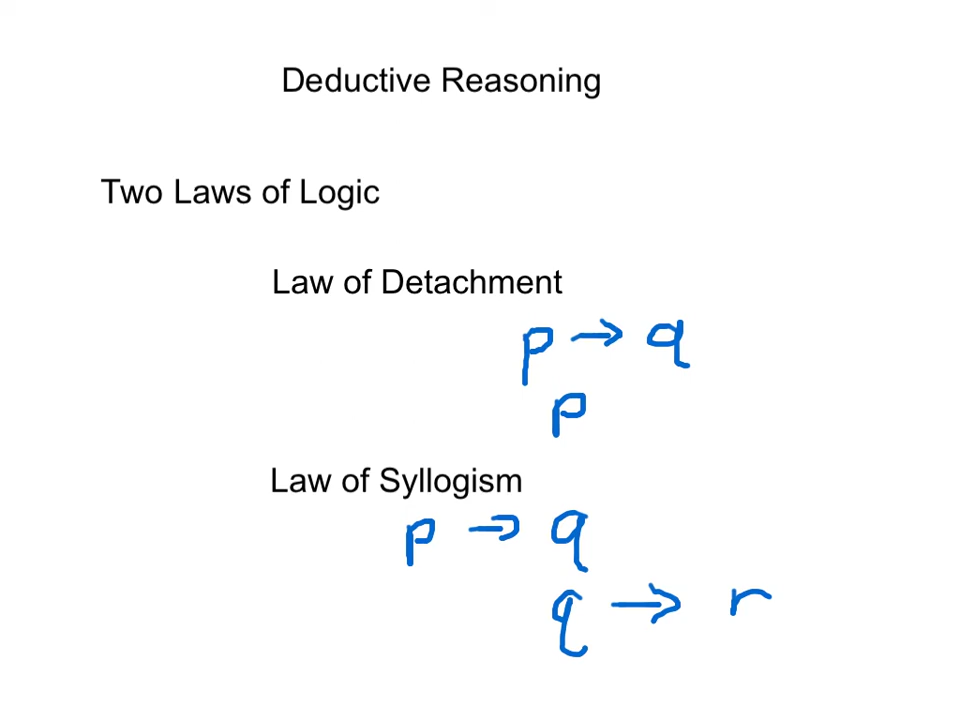 Deductive Reasoning
Two Laws of Logic
Law of Detachment
p → q
p
Law of Syllogism
p → q
q → r